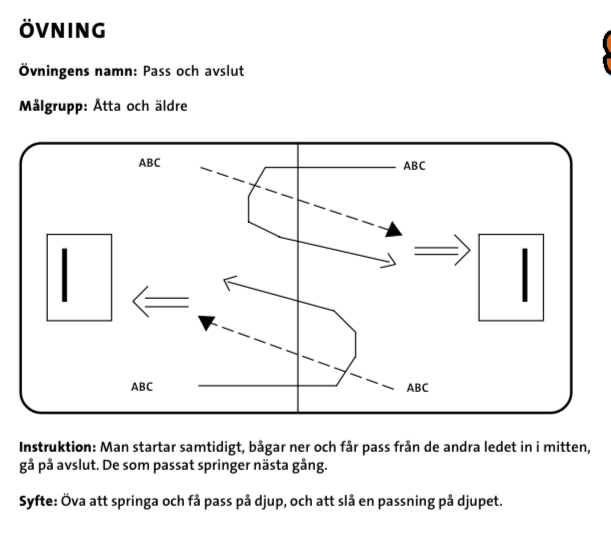 ÖVNING
Övningens namn: Pass och avslut
Målgrupp: Åtta och äldre
ABC ABC
ABC ABC
Instruktion: Man startar samtidigt, bågar ner och får pass från de andra ledet in i mitten,
gå på avslut. De som passat springer nästa gång.
Syfte: Öva att springa och få pass på djup, och att slå en passning på djupet.